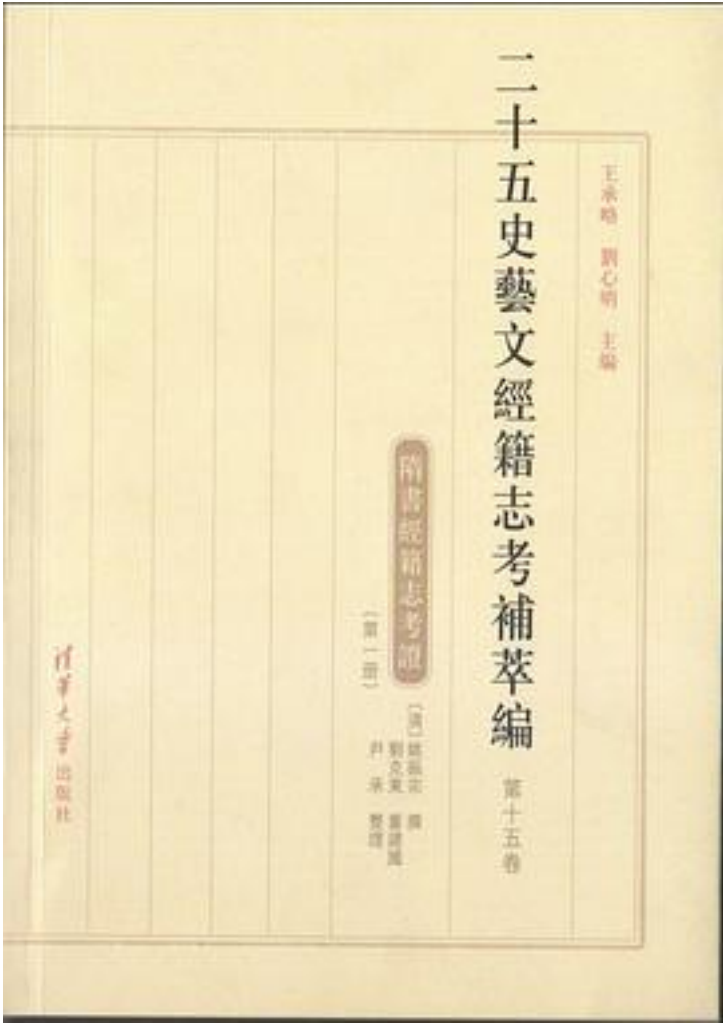 王承略 劉心明 主編
二十五史藝文經籍志考補萃編
第十五卷
隋書經籍志考證
〔清〕姚振宗 撰
劉克東 董建國
尹承 整理
（第一册）
清華大學出版社